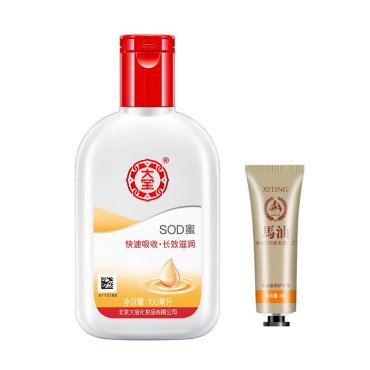 大宝
®
SOD蜜
快速吸收·长效滋润
6115500
净含量:100毫升
北京大宝化妆品有限公司
XITING
馬油